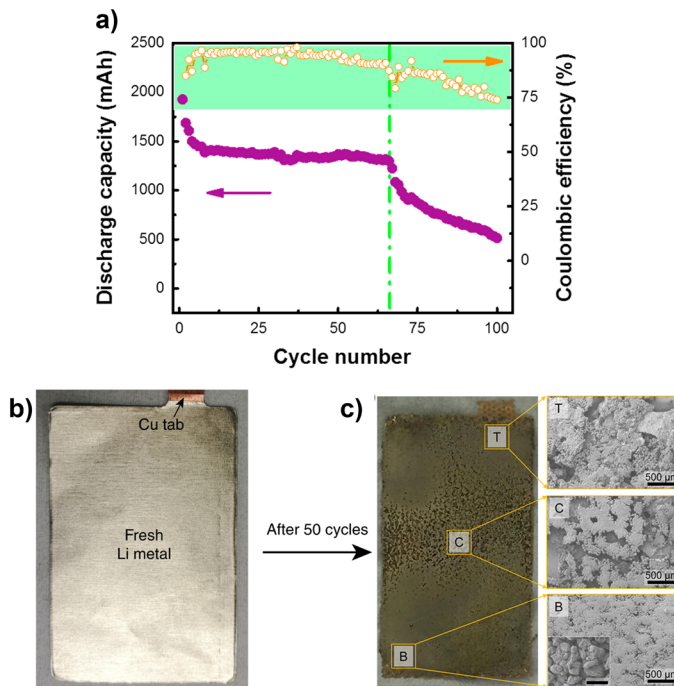 a)
Discharge capacity (mAh)
2500
2000
1500
1000
500
0
100
75
50
25
0
Coulombic efficiency (%)
0
25
50
75
100
Cycle number
b)
Cu tab
Fresh
Li metal
After 50 cycles
c)
T
C
B
T
500 μm
C
500 μm
B
500 μm